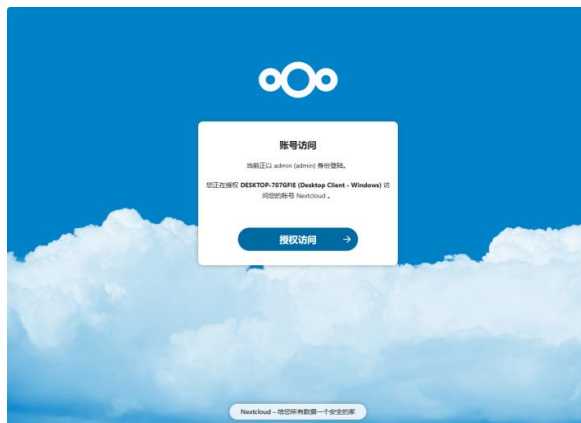 账号访问
当前正以 admin (admin) 身份登陆。
您正在授权 DESKTOP-707GFIE (Desktop Client - Windows) 访
问您的账号 Nextcloud 。
授权访问
Nextcloud – 给您所有数据一个安全的家